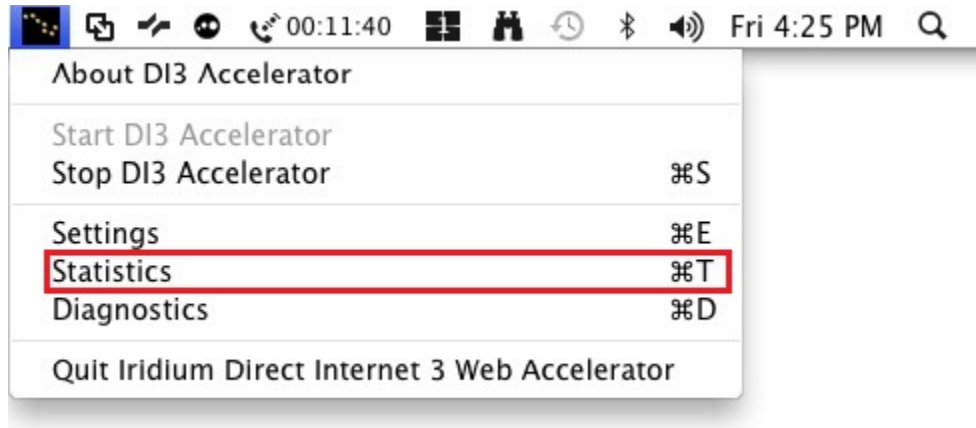 00:11:40 1 Fri 4:25 PM
About DI3 Accelerator
Start DI3 Accelerator
Stop DI3 Accelerator ⌘S
Settings ⌘E
Statistics ⌘T
Diagnostics ⌘D
Quit Iridium Direct Internet 3 Web Accelerator